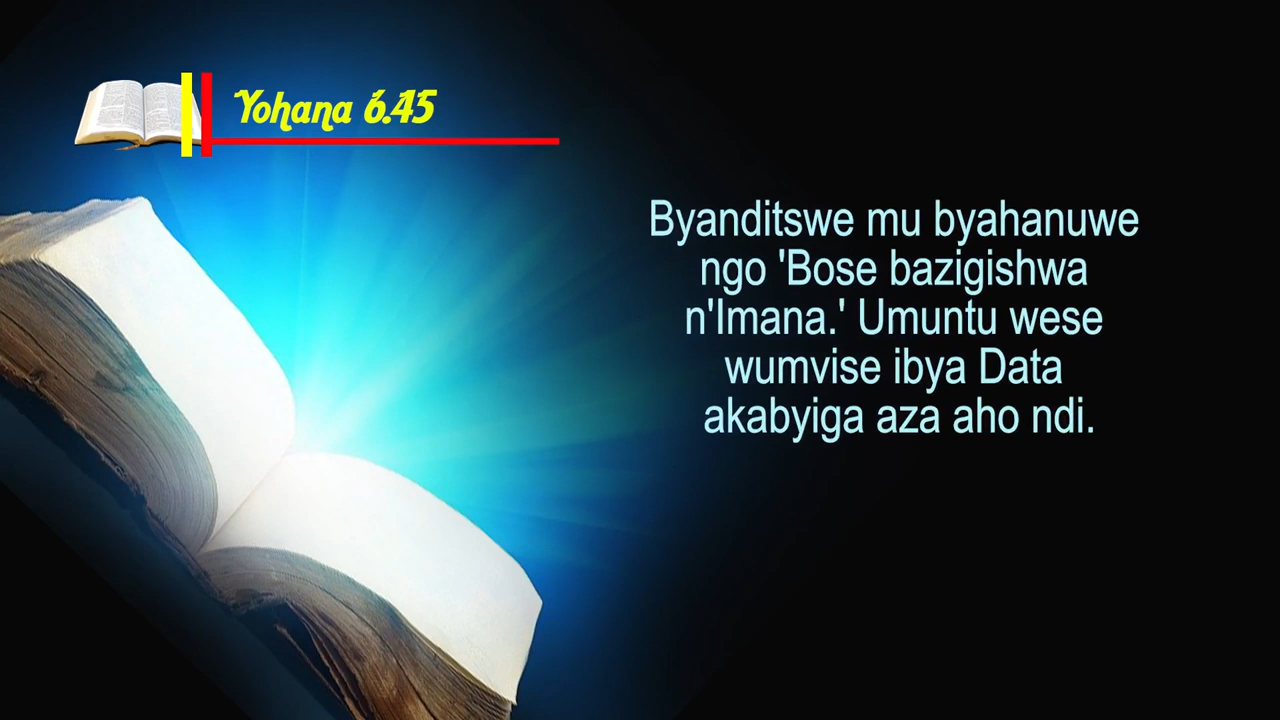 Yohana 6.45
Byanditswe mu byahanuwe
ngo 'Bose bazigishwa
n'Imana.' Umuntu wese
wumvise ibya Data
akabyiga aza aho ndi.